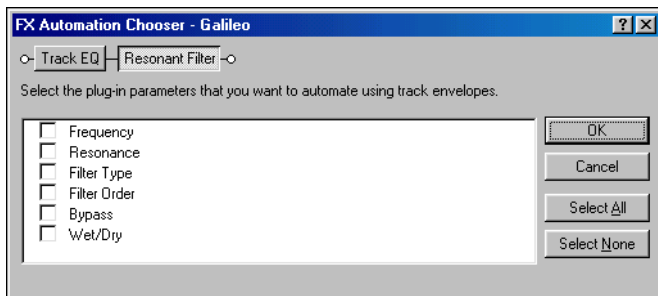 FX Automation Chooser - Galileo
Track EQ Resonant Filter
Select the plug-in parameters that you want to automate using track envelopes.
Frequency
Resonance
Filter Type
Filter Order
Bypass
Wet/Dry
OK
Cancel
Select All
Select None